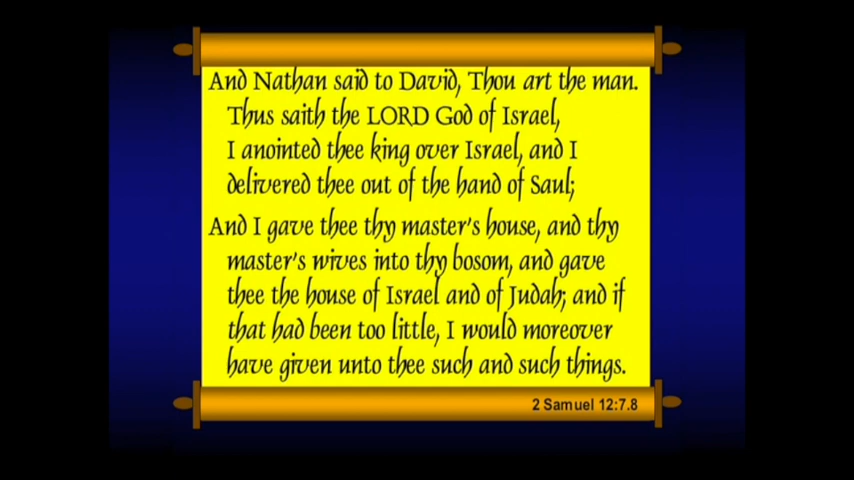 And Nathan said to David, Thou art the man.
Thus saith the LORD God of Israel,
I anointed thee king over Israel, and I
delivered thee out of the hand of Saul;
And I gave thee thy master's house, and thy
master's wives into thy bosom, and gave
thee the house of Israel and of Judah; and if
that had been too little, I would moreover
have given unto thee such and such things.
2 Samuel 12:7.8